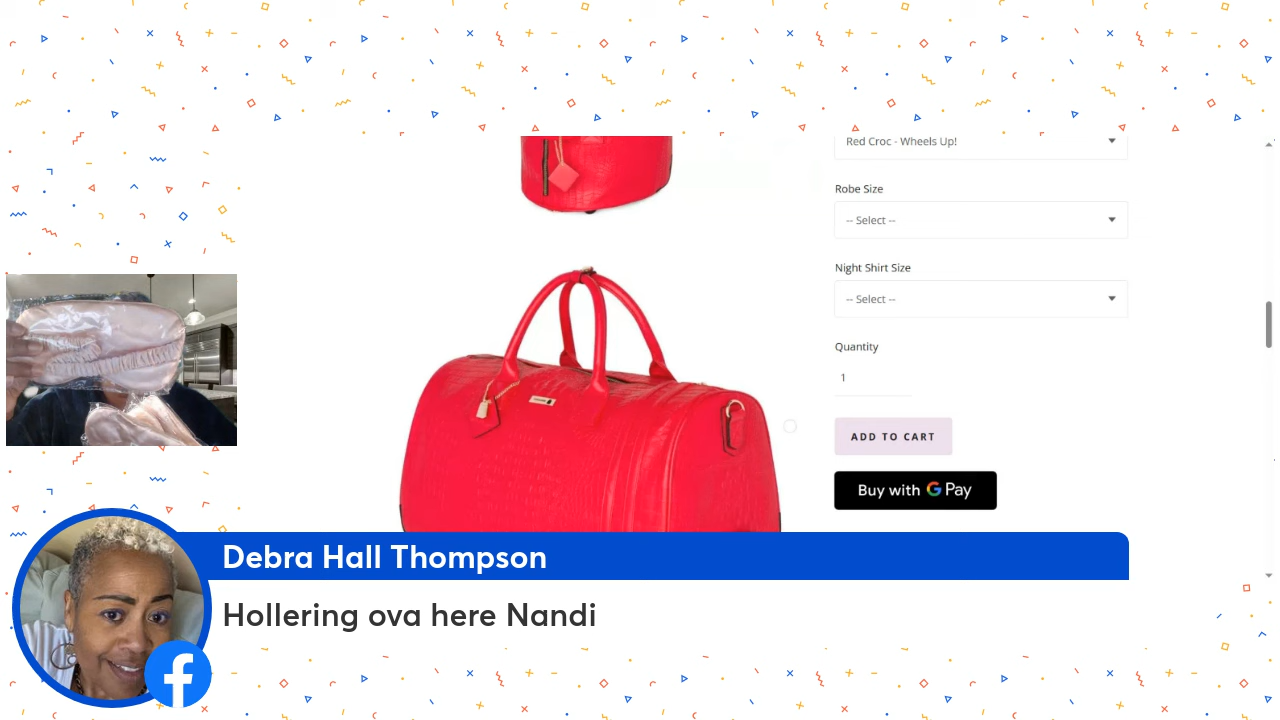 Red Croc - Wheels Up!
Robe Size
-- Select --
Night Shirt Size
-- Select --
Quantity
1
ADD TO CART
Buy with G Pay
Debra Hall Thompson
Hollering ova here Nandi